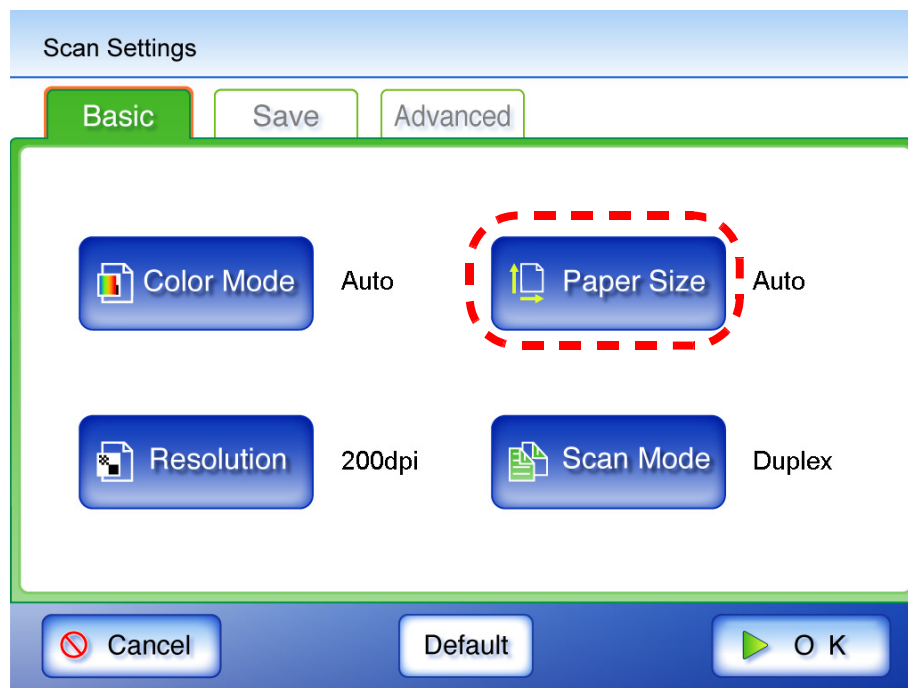 Scan Settings
Basic Save Advanced
Color Mode Auto Paper Size Auto
Resolution 200dpi Scan Mode Duplex
Cancel Default O K